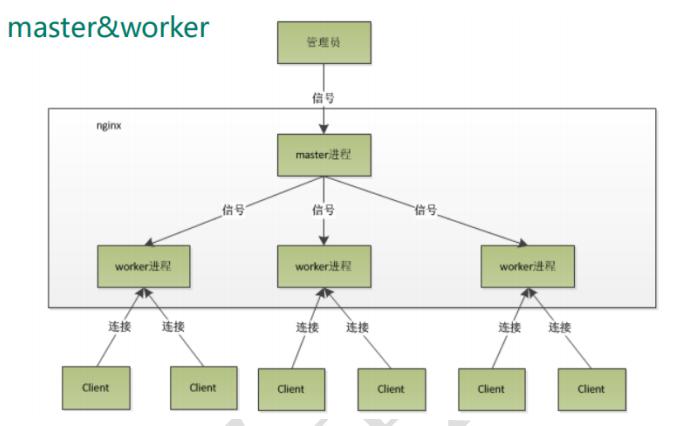 master&worker
管理员
信号
nginx
master进程
信号
信号
信号
worker进程
worker进程
worker进程
连接
连接
连接
连接
连接
连接
Client
Client
Client
Client
Client
Client